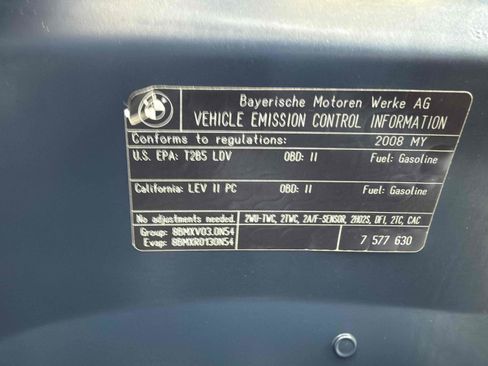 Bayerische Motoren Werke AG
VEHICLE EMISSION CONTROL INFORMATION
Conforms to regulations: 2008 MY
U.S. EPA: T2B5 LDV OBD: II Fuel: Gasoline
California: LEV II PC OBD: II Fuel: Gasoline
No adjustments needed. 2WU-TWC, 2TWC, 2A/F-SENSOR, 2HO2S, DFI, 2TC, CAC
Group: 8BMXV03.0N54
Evap: 8BMXR0130N54
7 577 630